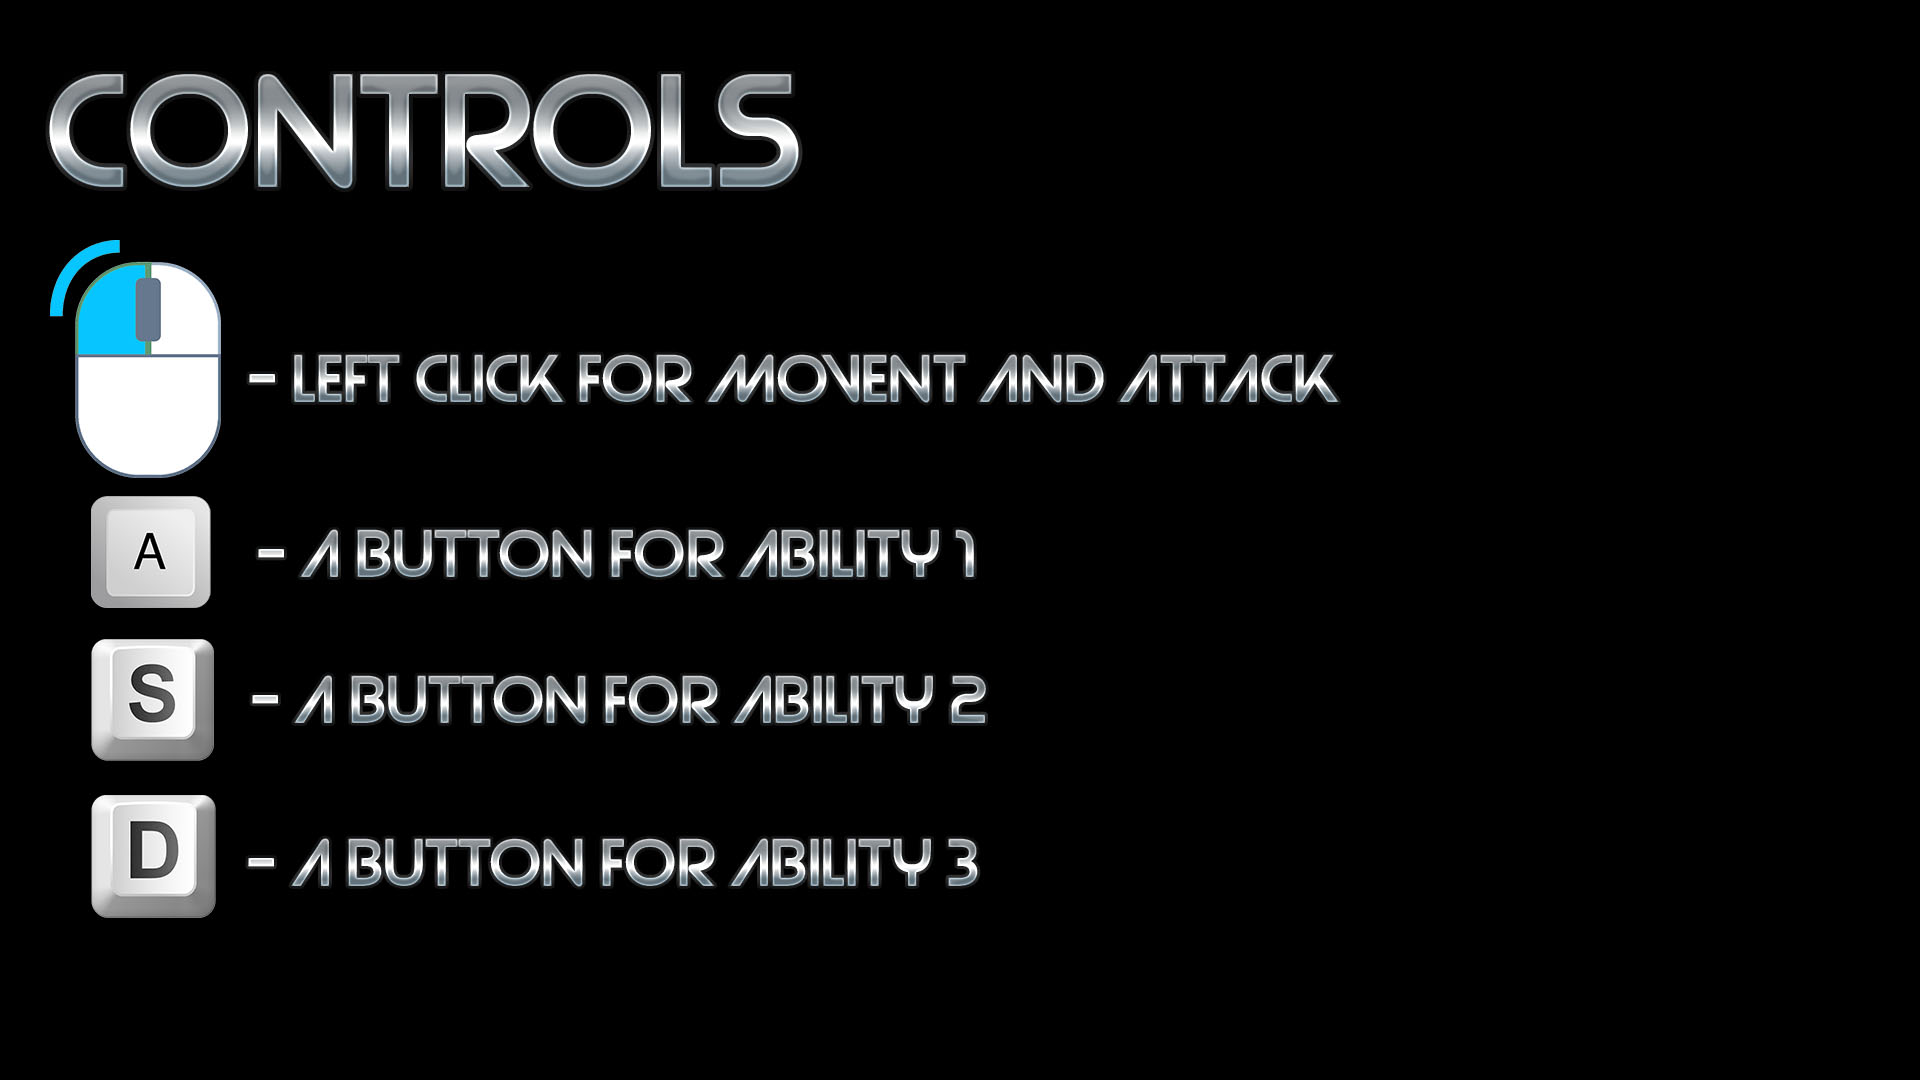 CONTROLS
- LEFT CLICK FOR MOVENT AND ATTACK
A
- A BUTTON FOR ABILITY 1
S
- A BUTTON FOR ABILITY 2
D
- A BUTTON FOR ABILITY 3